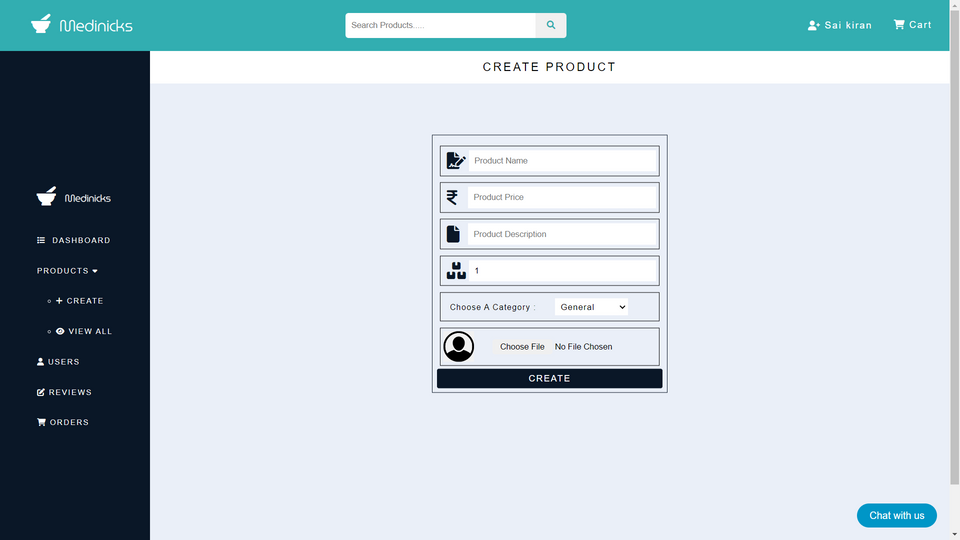 Medinicks
Search Products.....
Sai kiran
Cart
CREATE PRODUCT
Medinicks
DASHBOARD
PRODUCTS
CREATE
VIEW ALL
USERS
REVIEWS
ORDERS
Product Name
Product Price
Product Description
1
Choose A Category : General
Choose File No File Chosen
CREATE
Chat with us